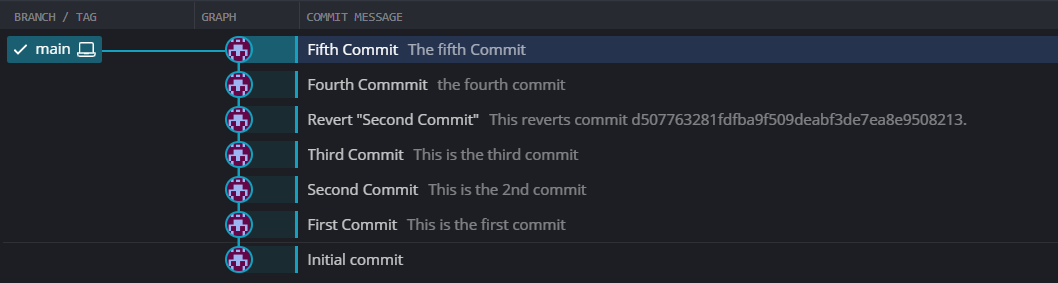 BRANCH / TAG GRAPH COMMIT MESSAGE
main Fifth Commit The fifth Commit
Fourth Commmit the fourth commit
Revert "Second Commit" This reverts commit d507763281fdfba9f509deabf3de7ea8e9508213.
Third Commit This is the third commit
Second Commit This is the 2nd commit
First Commit This is the first commit
Initial commit